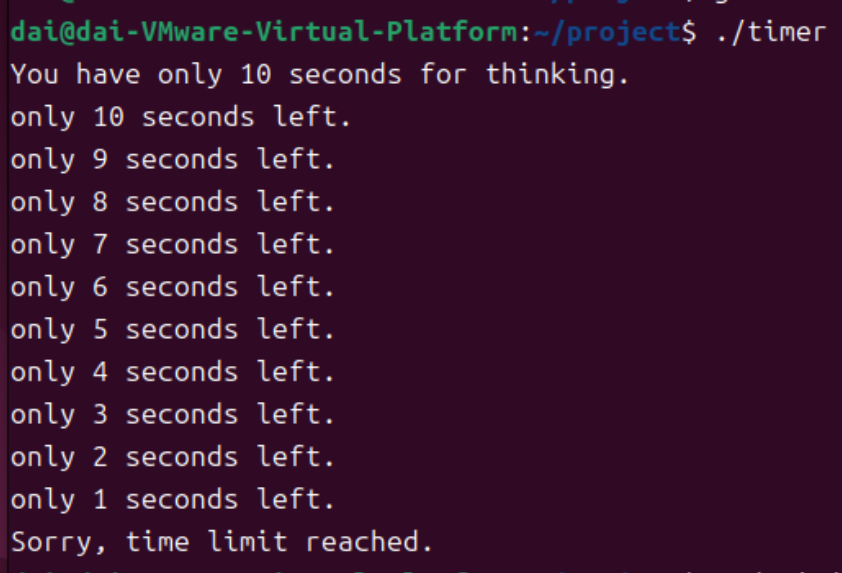 dai@dai-VMware-Virtual-Platform:~/project$ ./timer
You have only 10 seconds for thinking.
only 10 seconds left.
only 9 seconds left.
only 8 seconds left.
only 7 seconds left.
only 6 seconds left.
only 5 seconds left.
only 4 seconds left.
only 3 seconds left.
only 2 seconds left.
only 1 seconds left.
Sorry, time limit reached.